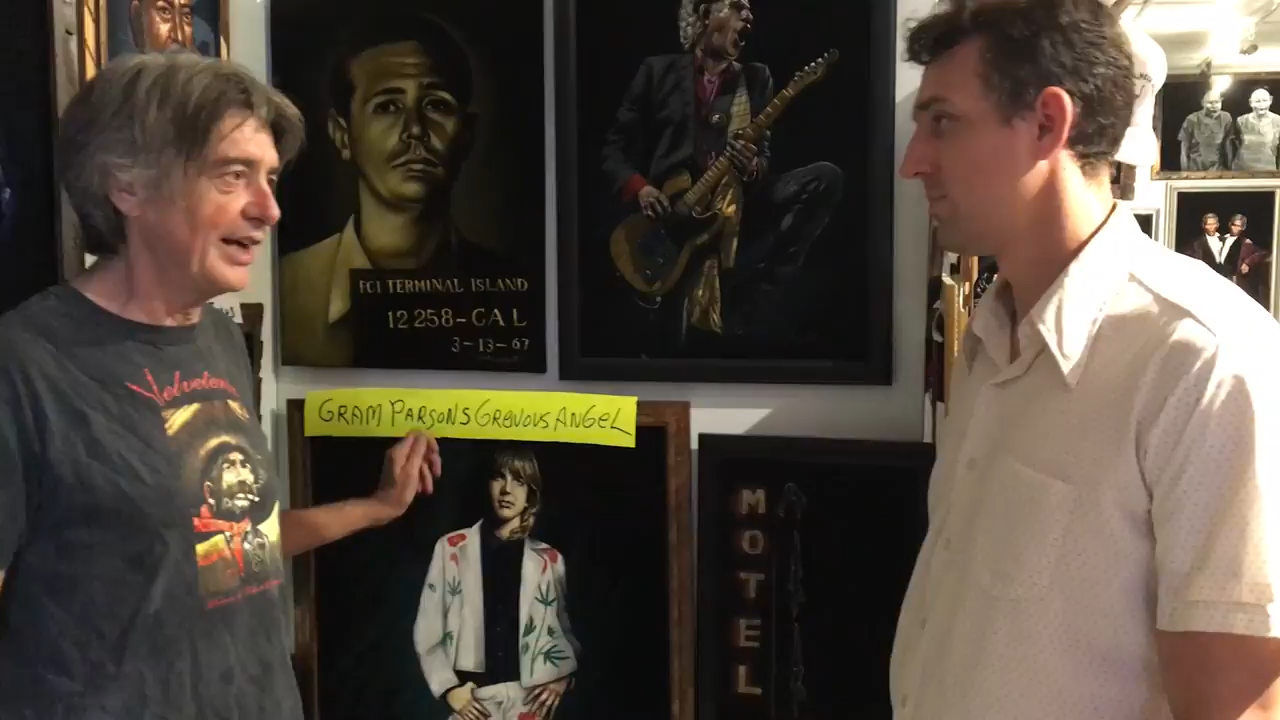 FCI TERMINAL ISLAND
12258-CAL
3-13-67
GRAM PARSONS GREVOUS ANGEL
MOTEL